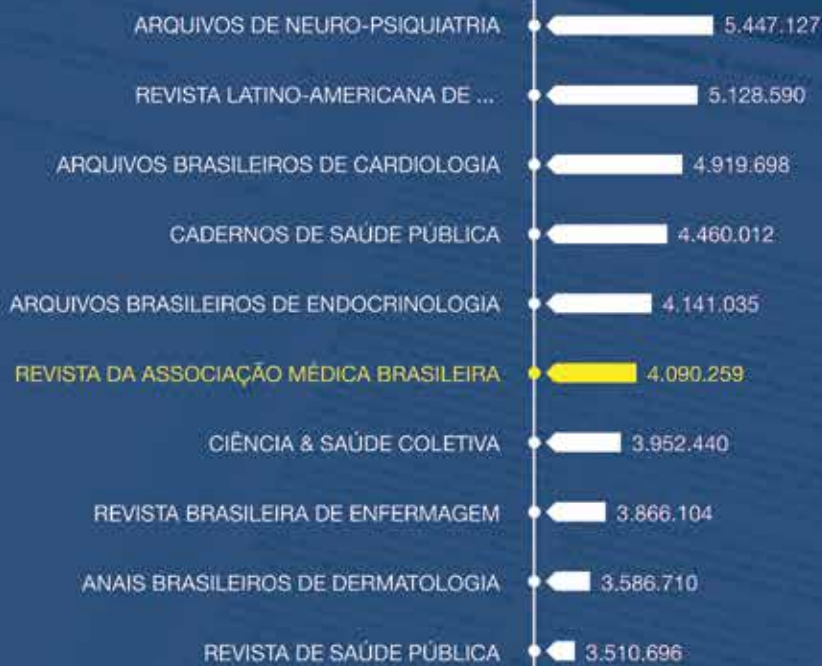 ARQUIVOS DE NEURO-PSIQUIATRIA 5.447.127
REVISTA LATINO-AMERICANA DE ... 5.128.590
ARQUIVOS BRASILEIROS DE CARDIOLOGIA 4.919.698
CADERNOS DE SAÚDE PÚBLICA 4.460.012
ARQUIVOS BRASILEIROS DE ENDOCRINOLOGIA 4.141.035
REVISTA DA ASSOCIAÇÃO MÉDICA BRASILEIRA 4.090.259
CIÊNCIA & SAÚDE COLETIVA 3.952.440
REVISTA BRASILEIRA DE ENFERMAGEM 3.866.104
ANAIS BRASILEIROS DE DERMATOLOGIA 3.586.710
REVISTA DE SAÚDE PÚBLICA 3.510.696